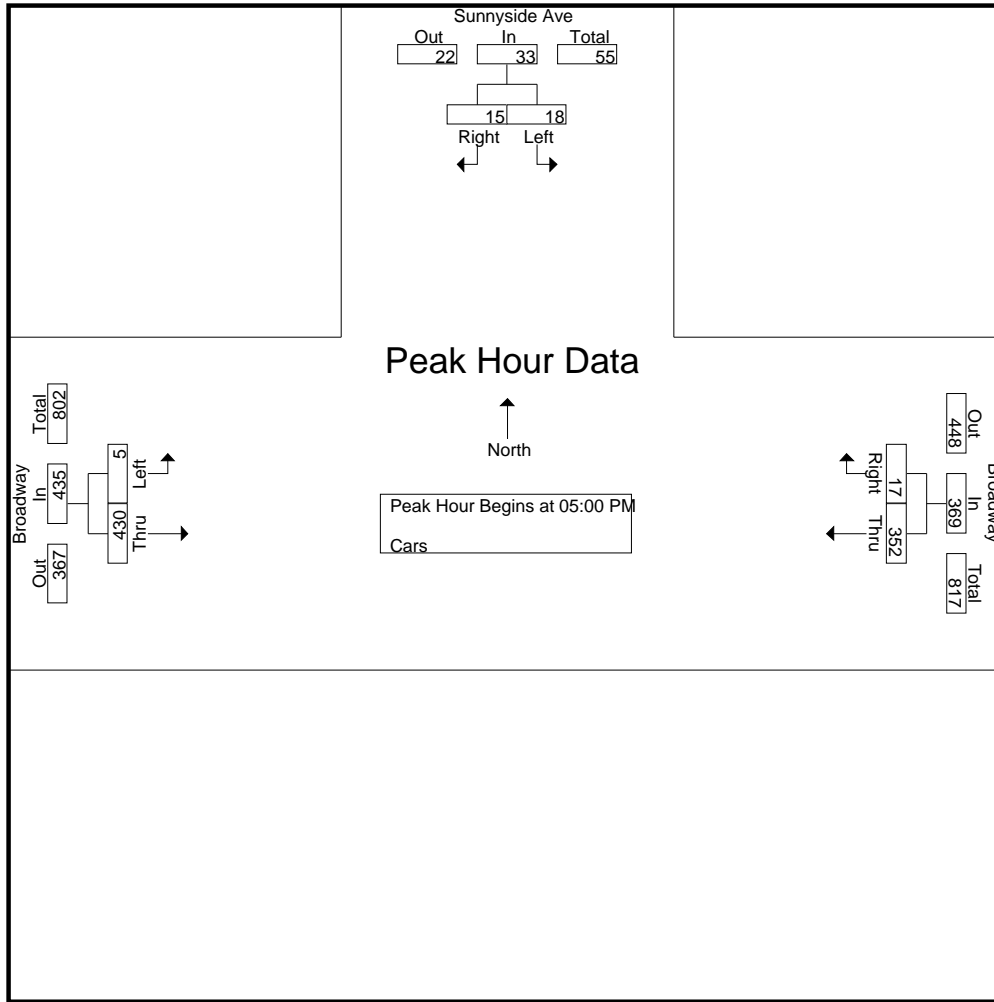 Sunnyside Ave
Out In Total
22 33 55
15 18
Right Left
Peak Hour Data
North
Peak Hour Begins at 05:00 PM
Cars
Broadway
Out In Total
367 435 802
5 430
Left Thru
Broadway
Out In Total
448 369 817
17 352
Right Thru